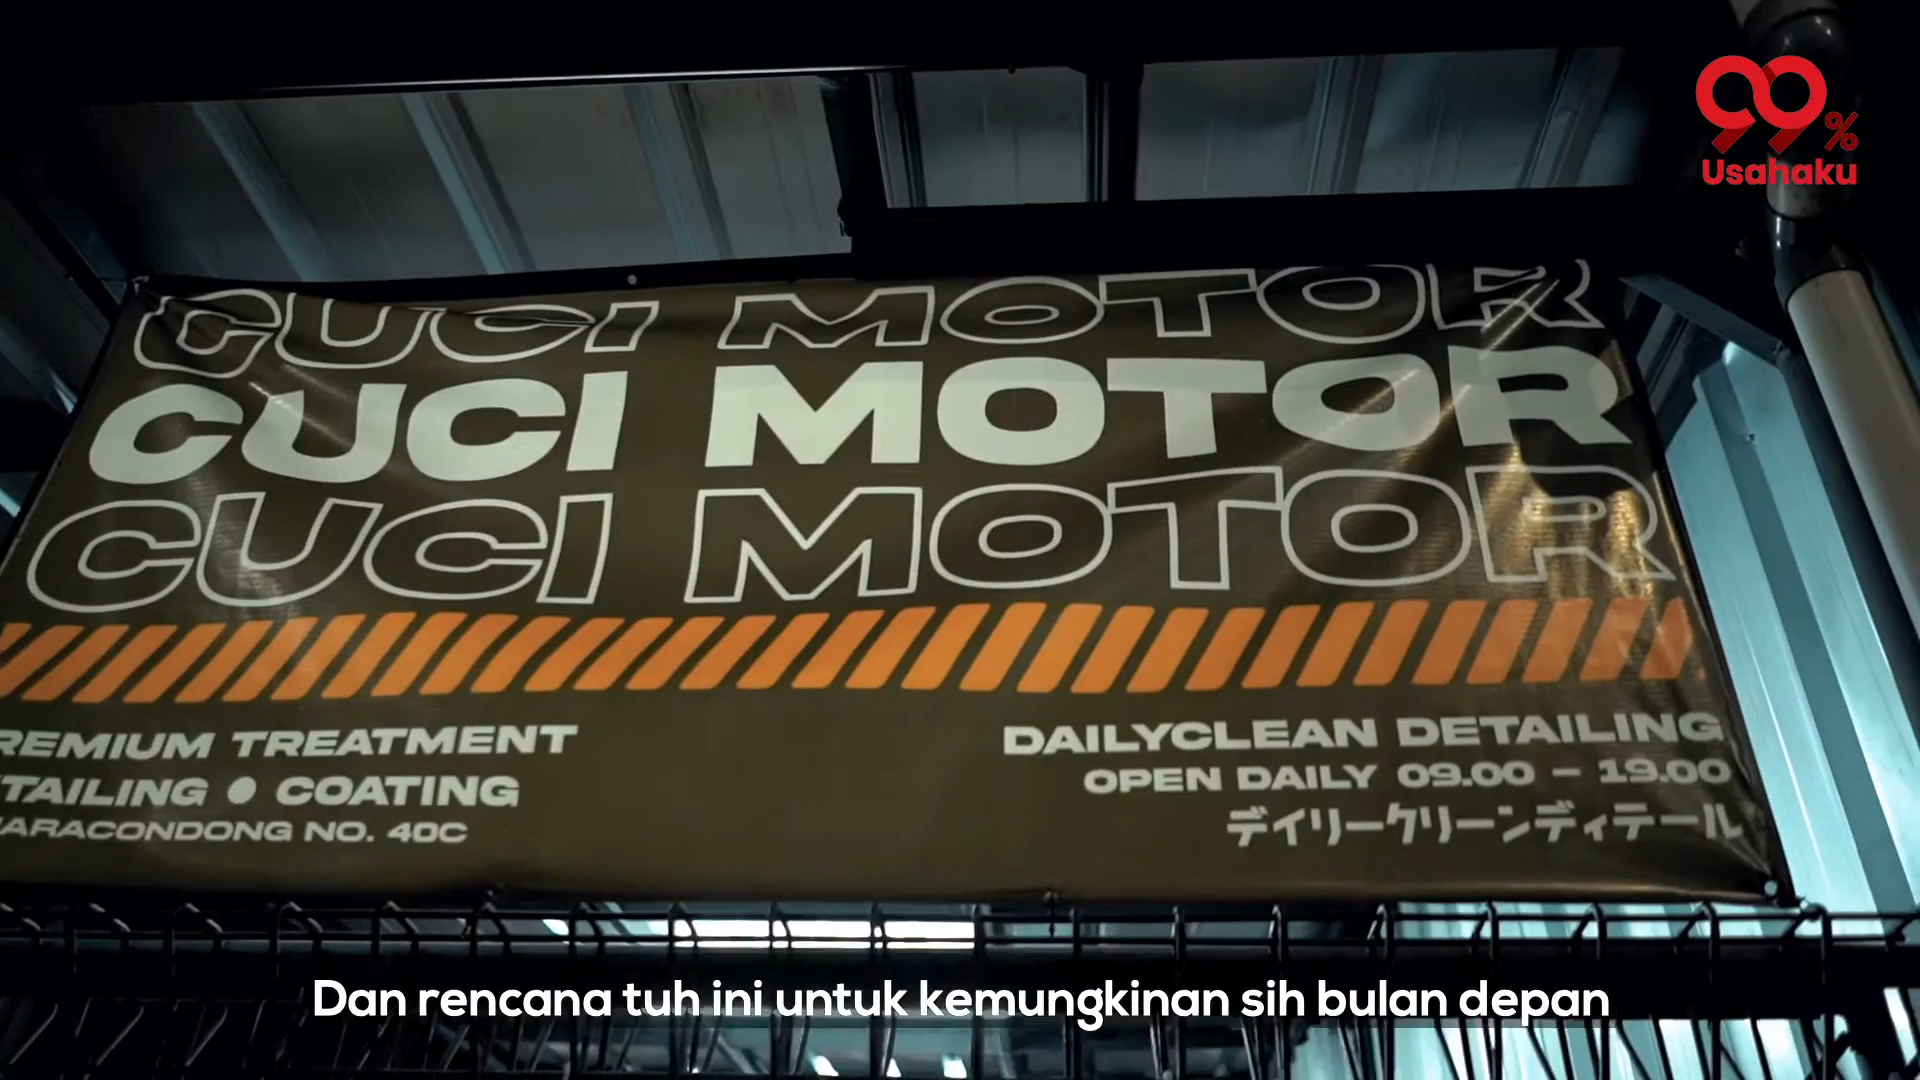 99%
Usahaku
CUCI MOTOR
CUCI MOTOR
CUCI MOTOR
REMIUM TREATMENT
TAILING • COATING
ARACONDONG NO. 40C
DAILYCLEAN DETAILING
OPEN DAILY 09.00 - 19.00
デイリークリーンディテール
Dan rencana tuh ini untuk kemungkinan sih bulan depan